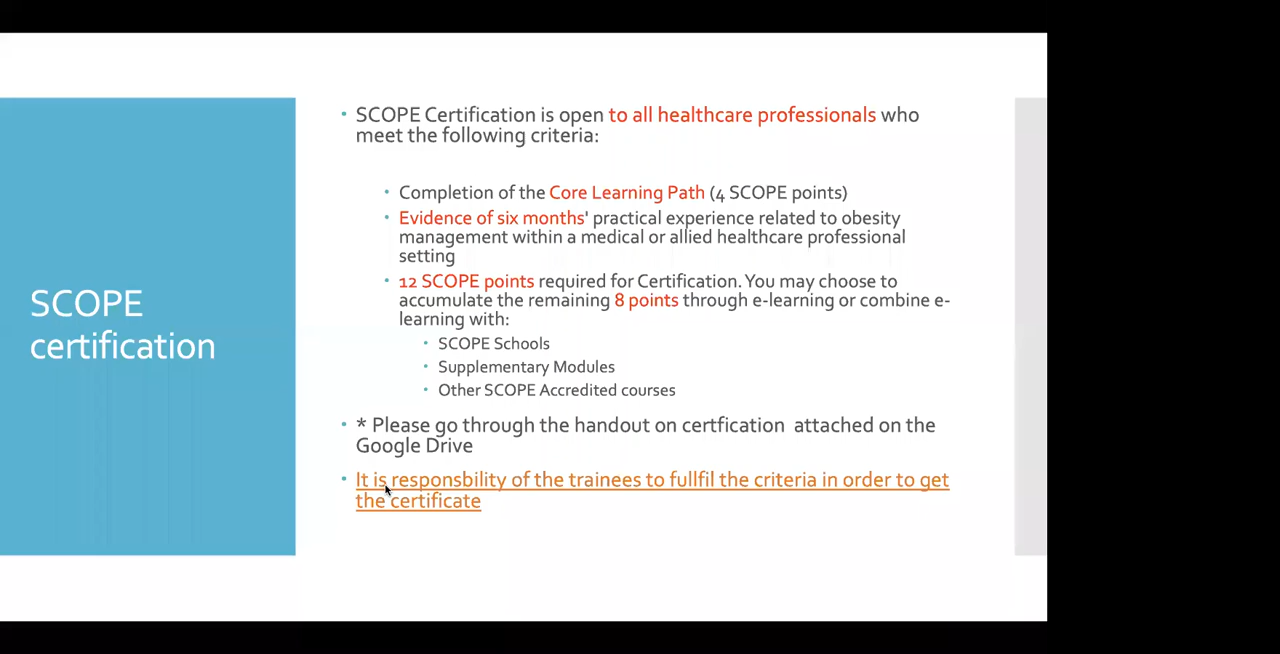 SCOPE
certification
• SCOPE Certification is open to all healthcare professionals who
meet the following criteria:
• Completion of the Core Learning Path (4 SCOPE points)
• Evidence of six months' practical experience related to obesity
management within a medical or allied healthcare professional
setting
• 12 SCOPE points required for Certification. You may choose to
accumulate the remaining 8 points through e-learning or combine e-
learning with:
• SCOPE Schools
• Supplementary Modules
• Other SCOPE Accredited courses
• * Please go through the handout on certfication attached on the
Google Drive
• It is responsbility of the trainees to fullfil the criteria in order to get
the certificate